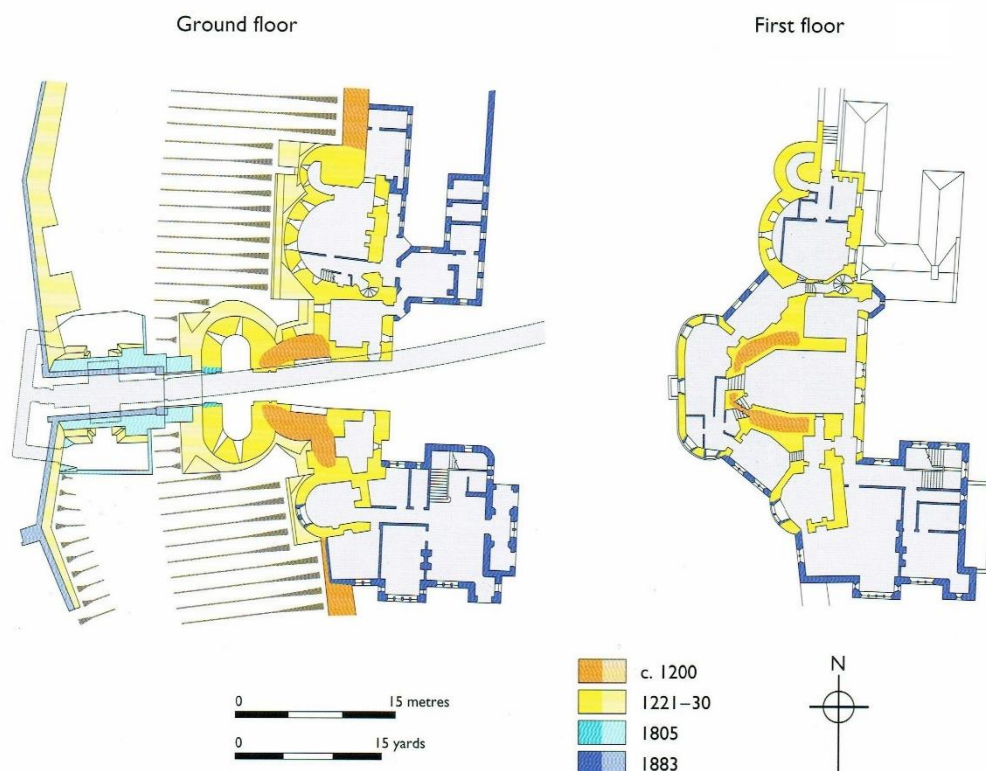 Ground floor
First floor
0 15 metres
0 15 yards
c. 1200
1221–30
1805
1883
N